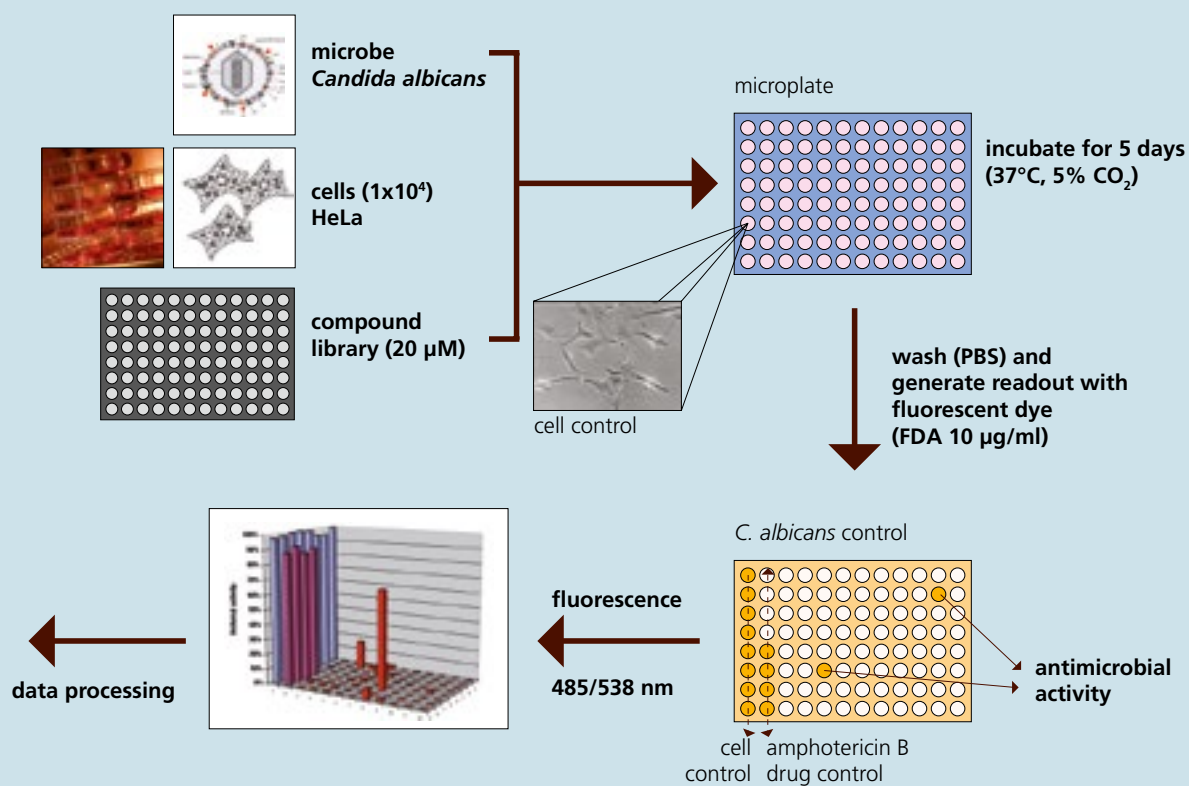 microbe
Candida albicans
cells (1x10⁴)
HeLa
compound
library (20 µM)
microplate
incubate for 5 days
(37°C, 5% CO₂)
cell control
wash (PBS) and
generate readout with
fluorescent dye
(FDA 10 µg/ml)
C. albicans control
antimicrobial
activity
cell
control
amphotericin B
drug control
fluorescence
485/538 nm
data processing